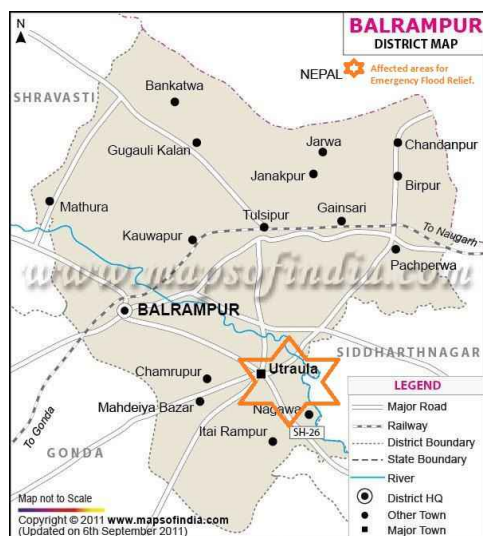 BALRAMPUR
DISTRICT MAP
N
NEPAL
Affected areas for
Emergency Flood Relief.
SHRAVASTI
Bankatwa
Gugauli Kalan
Jarwa
Chandanpur
Janakpur
Birpur
Mathura
Tulsipur
Gainsari
To Naugarh
Kauwapur
Pachperwa
www.mapsofindia.com
BALRAMPUR
SIDDHARTHNAGAR
Utraula
Chamrupur
Mahdeiya Bazar
Nagawa
SH-26
Itai Rampur
To Gonda
GONDA
LEGEND
Major Road
Railway
District Boundary
State Boundary
River
District HQ
Other Town
Major Town
Map not to Scale
Copyright © 2011 www.mapsofindia.com
(Updated on 6th September 2011)